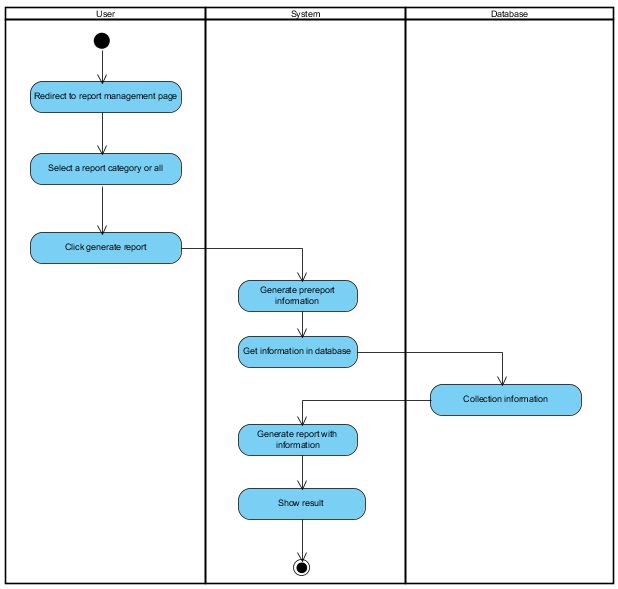 User
System
Database
Redirect to report management page
Select a report category or all
Click generate report
Generate prereport
information
Get information in database
Collection information
Generate report with
information
Show result